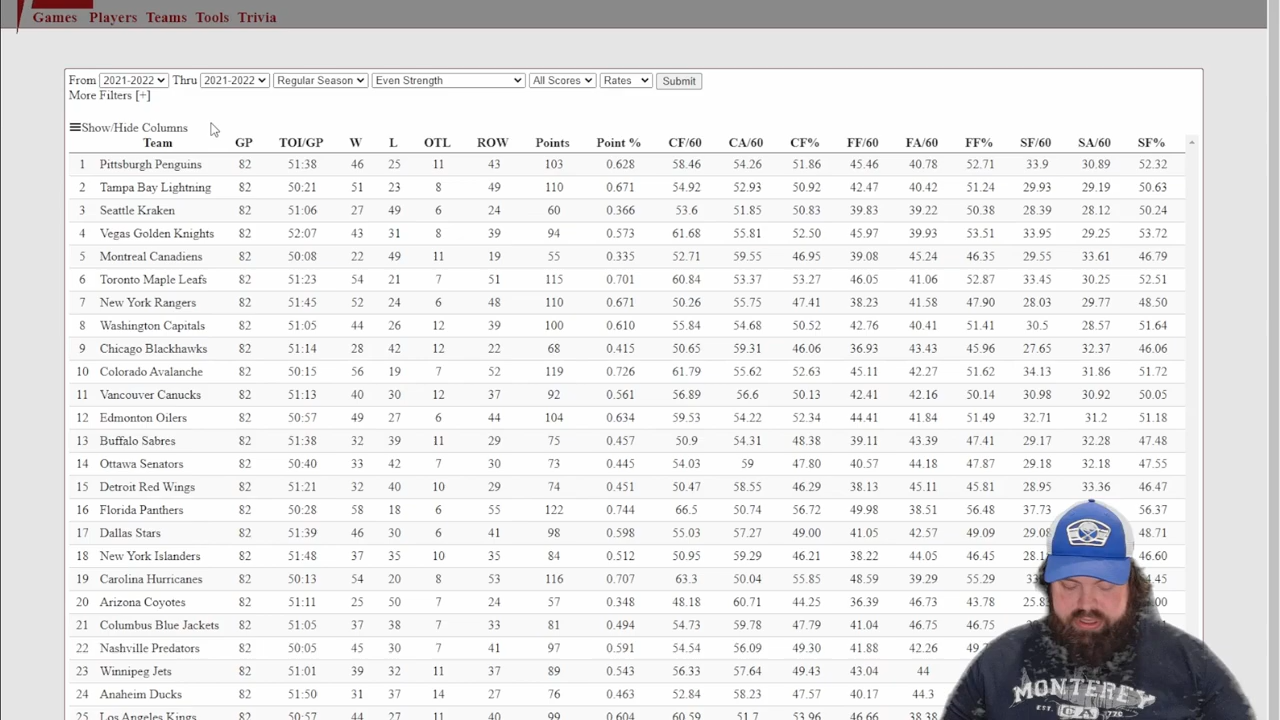 Games Players Teams Tools Trivia
From 2021-2022 Thru 2021-2022 Regular Season Even Strength All Scores Rates Submit
More Filters [+]
Show/Hide Columns
Team GP TOI/GP W L OTL ROW Points Point % CF/60 CA/60 CF% FF/60 FA/60 FF% SF/60 SA/60 SF%
1 Pittsburgh Penguins 82 51:38 46 25 11 43 103 0.628 58.46 54.26 51.86 45.46 40.78 52.71 33.9 30.89 52.32
2 Tampa Bay Lightning 82 50:21 51 23 8 49 110 0.671 54.92 52.93 50.92 42.47 40.42 51.24 29.93 29.19 50.63
3 Seattle Kraken 82 51:06 27 49 6 24 60 0.366 53.6 51.85 50.83 39.83 39.22 50.38 28.39 28.12 50.24
4 Vegas Golden Knights 82 52:07 43 31 8 39 94 0.573 61.68 55.81 52.50 45.97 39.93 53.51 33.95 29.25 53.72
5 Montreal Canadiens 82 50:08 22 49 11 19 55 0.335 52.71 59.55 46.95 39.08 45.24 46.35 29.55 33.61 46.79
6 Toronto Maple Leafs 82 51:23 54 21 7 51 115 0.701 60.84 53.37 53.27 46.05 41.06 52.87 33.45 30.25 52.51
7 New York Rangers 82 51:45 52 24 6 48 110 0.671 50.26 55.75 47.41 38.23 41.58 47.90 28.03 29.77 48.50
8 Washington Capitals 82 51:05 44 26 12 39 100 0.610 55.84 54.68 50.52 42.76 40.41 51.41 30.5 28.57 51.64
9 Chicago Blackhawks 82 51:14 28 42 12 22 68 0.415 50.65 59.31 46.06 36.93 43.43 45.96 27.65 32.37 46.06
10 Colorado Avalanche 82 50:15 56 19 7 52 119 0.726 61.79 55.62 52.63 45.11 42.27 51.62 34.13 31.86 51.72
11 Vancouver Canucks 82 51:13 40 30 12 37 92 0.561 56.89 56.6 50.13 42.41 42.16 50.14 30.98 30.92 50.05
12 Edmonton Oilers 82 50:57 49 27 6 44 104 0.634 59.53 54.22 52.34 44.41 41.84 51.49 32.71 31.2 51.18
13 Buffalo Sabres 82 51:38 32 39 11 29 75 0.457 50.9 54.31 48.38 39.11 43.39 47.41 29.17 32.28 47.48
14 Ottawa Senators 82 50:40 33 42 7 30 73 0.445 54.03 59 47.80 40.57 44.18 47.87 29.18 32.18 47.55
15 Detroit Red Wings 82 51:21 32 40 10 29 74 0.451 50.47 58.55 46.29 38.13 45.11 45.81 28.95 33.36 46.47
16 Florida Panthers 82 50:28 58 18 6 55 122 0.744 66.5 50.74 56.72 49.98 38.51 56.48 37.73 56.37
17 Dallas Stars 82 51:39 46 30 6 41 98 0.598 55.03 57.27 49.00 41.05 42.57 49.09 48.71
18 New York Islanders 82 51:48 37 35 10 35 84 0.512 50.95 59.29 46.21 38.22 44.05 46.45 46.60
19 Carolina Hurricanes 82 50:13 54 20 8 53 116 0.707 63.3 50.04 55.85 48.59 39.29 55.29
20 Arizona Coyotes 82 51:11 25 50 7 24 57 0.348 48.18 60.71 44.25 36.39 46.73 43.78
21 Columbus Blue Jackets 82 51:05 37 38 7 33 81 0.494 54.73 59.78 47.79 41.04 46.75 46.75
22 Nashville Predators 82 50:05 45 30 7 41 97 0.591 54.54 56.09 49.30 41.88 42.26
23 Winnipeg Jets 82 51:01 39 32 11 37 89 0.543 56.33 57.64 49.43 43.04 44
24 Anaheim Ducks 82 51:50 31 37 14 27 76 0.463 52.84 58.23 47.57 40.17 44.3
25 Los Angeles Kings 82 50:57 44 27 11 40 99 0.604 60.59 51.7 53.96 46.66 38.38
MONTEREY
CA